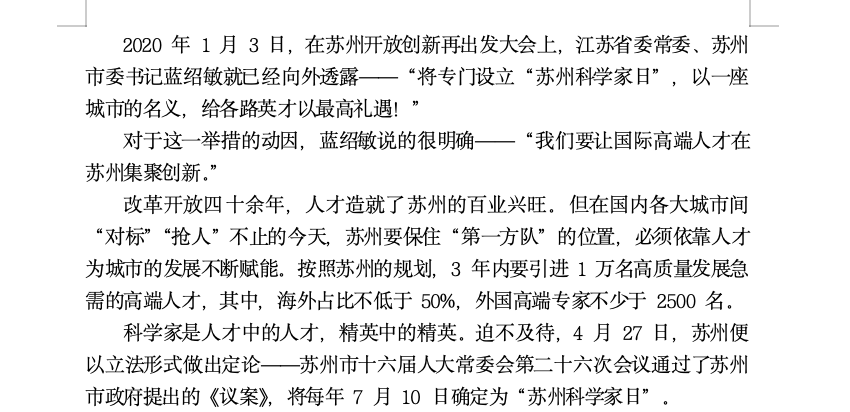 2020 年 1 月 3 日，在苏州开放创新再出发大会上，江苏省委常委、苏州
市委书记蓝绍敏就已经向外透露——“将专门设立“苏州科学家日”，以一座
城市的名义，给各路英才以最高礼遇！”
对于这一举措的动因，蓝绍敏说的很明确——“我们要让国际高端人才在
苏州集聚创新。”
改革开放四十余年，人才造就了苏州的百业兴旺。但在国内各大城市间
“对标”“抢人”不止的今天，苏州要保住“第一方队”的位置，必须依靠人才
为城市的发展不断赋能。按照苏州的规划，3 年内要引进 1 万名高质量发展急
需的高端人才，其中，海外占比不低于 50%，外国高端专家不少于 2500 名。
科学家是人才中的人才，精英中的精英。迫不及待，4 月 27 日，苏州便
以立法形式做出定论——苏州市十六届人大常委会第二十六次会议通过了苏州
市政府提出的《议案》，将每年 7 月 10 日确定为“苏州科学家日”。